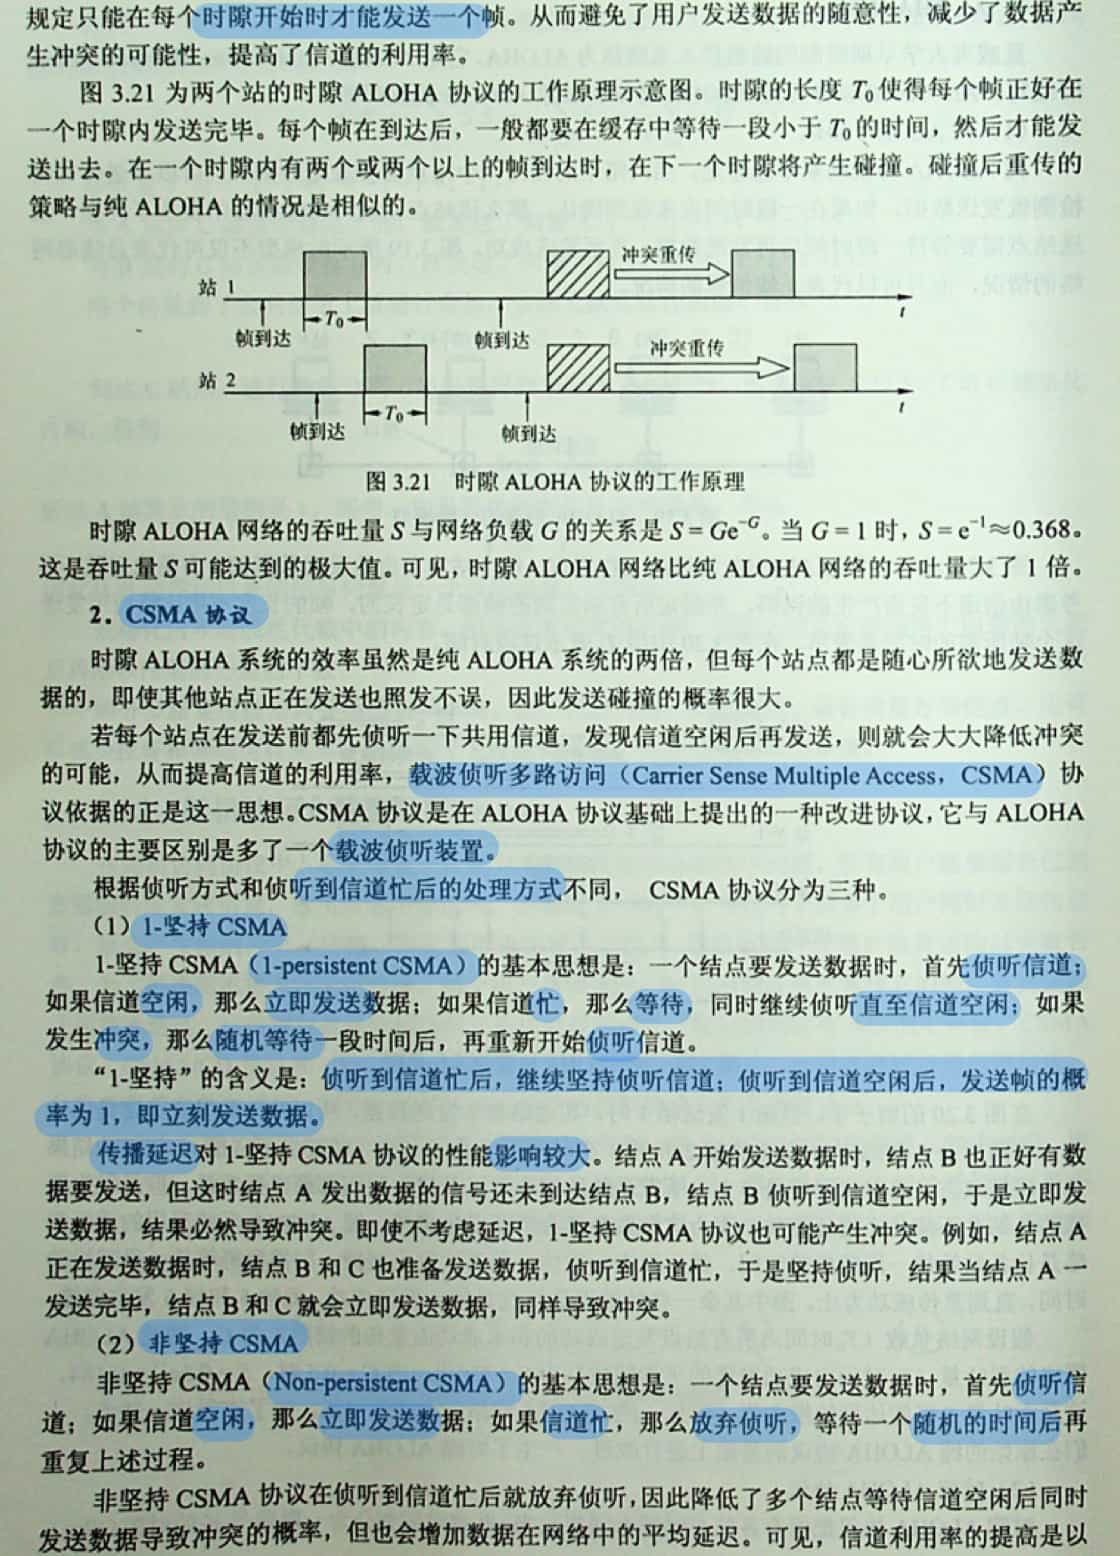 规定只能在每个时隙开始时才能发送一个帧。从而避免了用户发送数据的随意性，减少了数据产
生冲突的可能性，提高了信道的利用率。
图 3.21 为两个站的时隙 ALOHA 协议的工作原理示意图。时隙的长度 T₀使得每个帧正好在
一个时隙内发送完毕。每个帧在到达后，一般都要在缓存中等待一段小于 T₀的时间，然后才能发
送出去。在一个时隙内有两个或两个以上的帧到达时，在下一个时隙将产生碰撞。碰撞后重传的
策略与纯 ALOHA 的情况是相似的。
冲突重传
站 1
T₀
t
帧到达
帧到达
冲突重传
站 2
T₀
t
帧到达
帧到达
图 3.21 时隙 ALOHA 协议的工作原理
时隙 ALOHA 网络的吞吐量 S 与网络负载 G 的关系是 S = Ge⁻ᴳ。当 G = 1 时，S = e⁻¹≈0.368。
这是吞吐量 S 可能达到的极大值。可见，时隙 ALOHA 网络比纯 ALOHA 网络的吞吐量大了 1 倍。
2．CSMA 协议
时隙 ALOHA 系统的效率虽然是纯 ALOHA 系统的两倍，但每个站点都是随心所欲地发送数
据的，即使其他站点正在发送也照发不误，因此发送碰撞的概率很大。
若每个站点在发送前都先侦听一下共用信道，发现信道空闲后再发送，则就会大大降低冲突
的可能，从而提高信道的利用率，载波侦听多路访问（Carrier Sense Multiple Access，CSMA）协
议依据的正是这一思想。CSMA 协议是在 ALOHA 协议基础上提出的一种改进协议，它与 ALOHA
协议的主要区别是多了一个载波侦听装置。
根据侦听方式和侦听到信道忙后的处理方式不同， CSMA 协议分为三种。
（1）1-坚持 CSMA
1-坚持 CSMA（1-persistent CSMA）的基本思想是：一个结点要发送数据时，首先侦听信道；
如果信道空闲，那么立即发送数据；如果信道忙，那么等待，同时继续侦听直至信道空闲；如果
发生冲突，那么随机等待一段时间后，再重新开始侦听信道。
“1-坚持”的含义是：侦听到信道忙后，继续坚持侦听信道；侦听到信道空闲后，发送帧的概
率为 1，即立刻发送数据。
传播延迟对 1-坚持 CSMA 协议的性能影响较大。结点 A 开始发送数据时，结点 B 也正好有数
据要发送，但这时结点 A 发出数据的信号还未到达结点 B，结点 B 侦听到信道空闲，于是立即发
送数据，结果必然导致冲突。即使不考虑延迟，1-坚持 CSMA 协议也可能产生冲突。例如，结点 A
正在发送数据时，结点 B 和 C 也准备发送数据，侦听到信道忙，于是坚持侦听，结果当结点 A 一
发送完毕，结点 B 和 C 就会立即发送数据，同样导致冲突。
（2）非坚持 CSMA
非坚持 CSMA（Non-persistent CSMA）的基本思想是：一个结点要发送数据时，首先侦听信
道；如果信道空闲，那么立即发送数据；如果信道忙，那么放弃侦听，等待一个随机的时间后再
重复上述过程。
非坚持 CSMA 协议在侦听到信道忙后就放弃侦听，因此降低了多个结点等待信道空闲后同时
发送数据导致冲突的概率，但也会增加数据在网络中的平均延迟。可见，信道利用率的提高是以